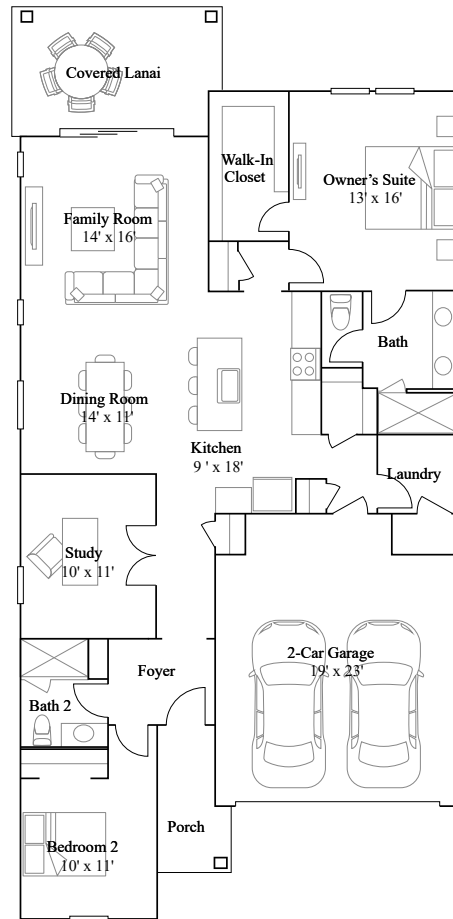 Covered Lanai
Walk-In
Closet
Owner's Suite
13' x 16'
Family Room
14' x 16'
Bath
Dining Room
14' x 11'
Kitchen
9 ' x 18'
Laundry
Study
10' x 11'
2-Car Garage
19' x 23'
Foyer
Bath 2
Porch
Bedroom 2
10' x 11'